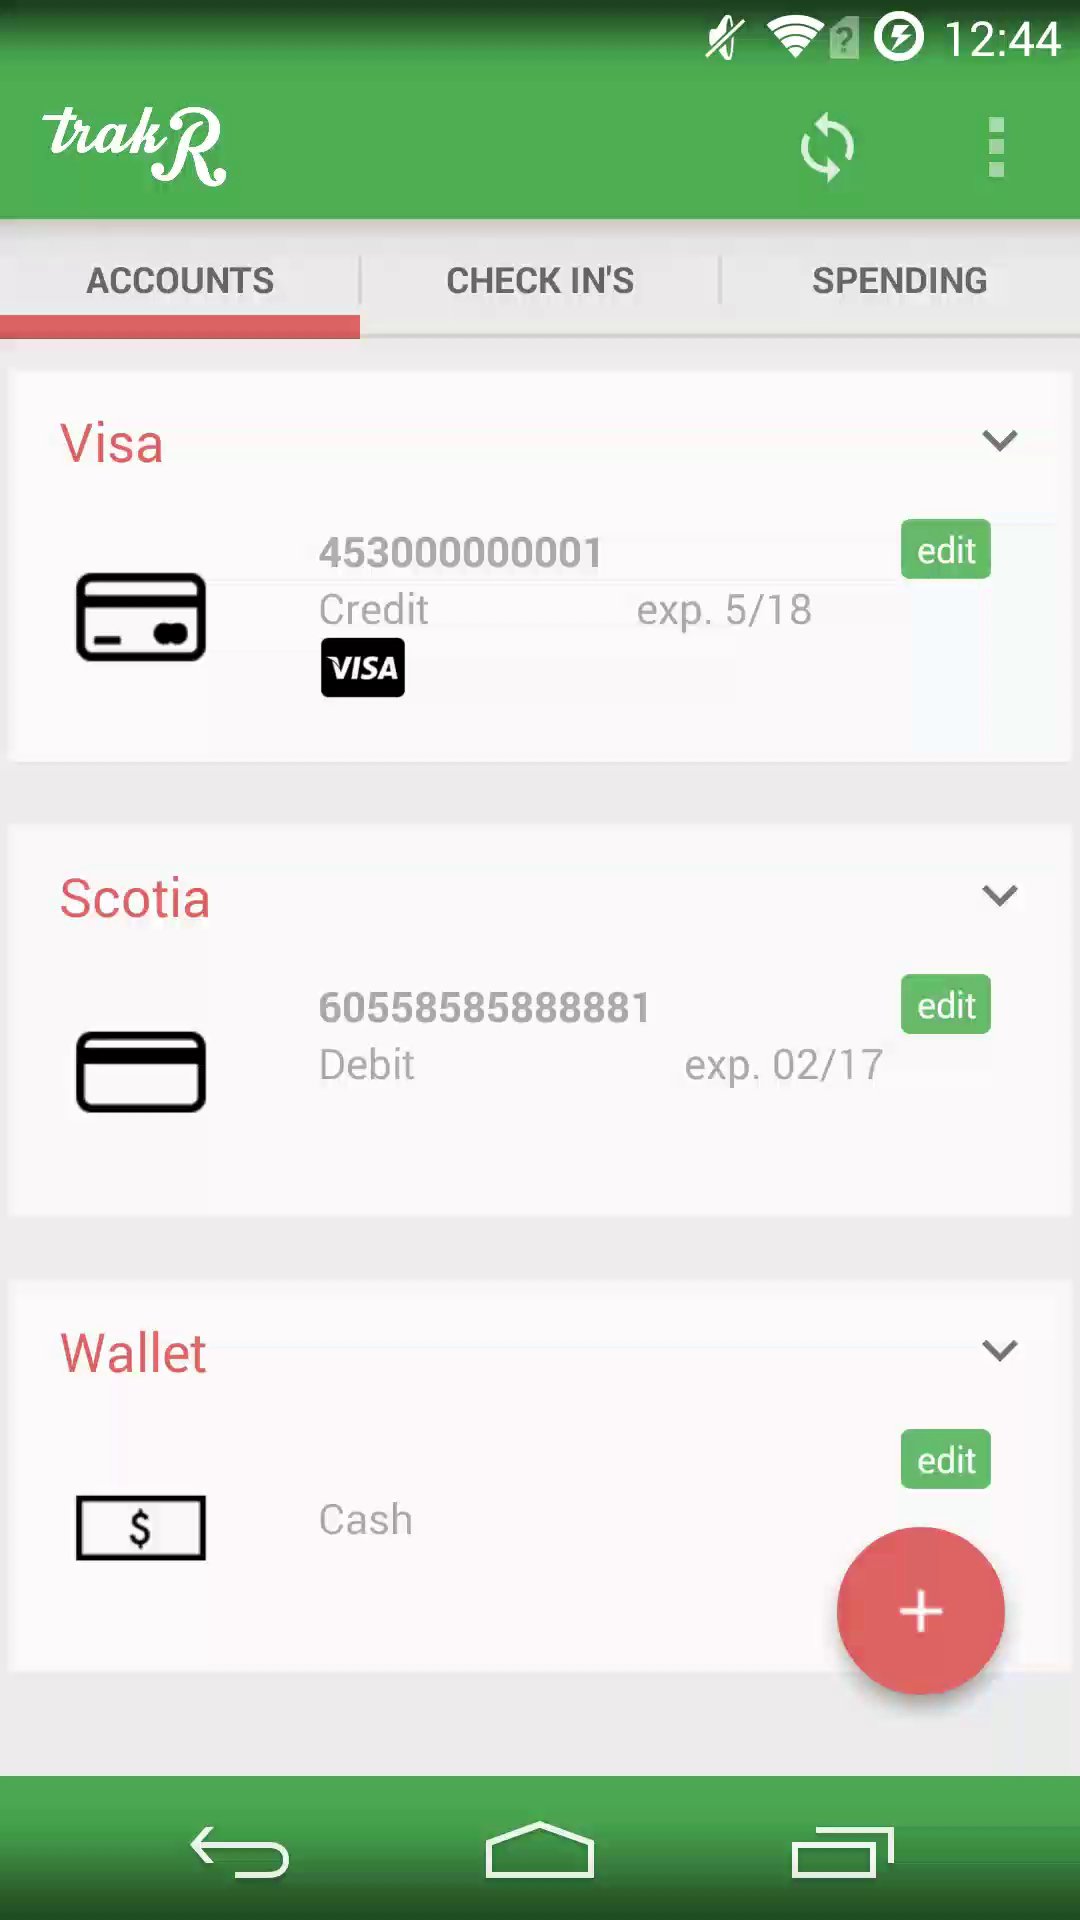 12:44
trakR
ACCOUNTS
CHECK IN'S
SPENDING
Visa
453000000001
edit
Credit
exp. 5/18
VISA
Scotia
60558585888881
edit
Debit
exp. 02/17
Wallet
edit
$
Cash
+